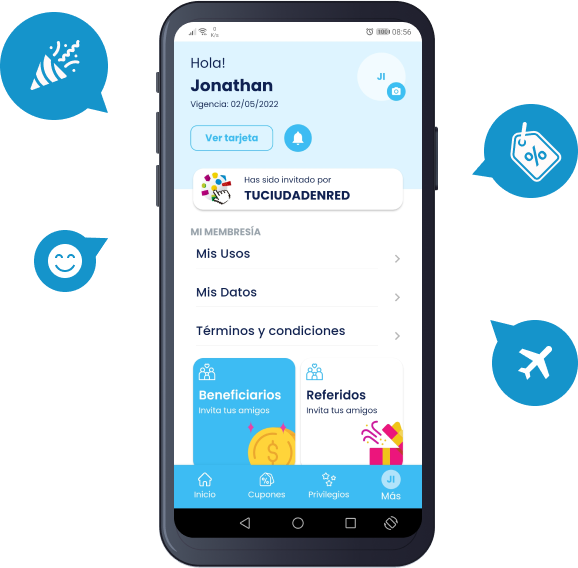 0
K/s
08:56
Hola!
Jonathan
Vigencia: 02/05/2022
JI
Ver tarjeta
Has sido invitado por
TUCIUDADENRED
MI MEMBRESÍA
Mis Usos
Mis Datos
Términos y condiciones
Beneficiarios
Invita tus amigos
Referidos
Invita tus amigos
$
Inicio
Cupones
Privilegios
JI
Más
%